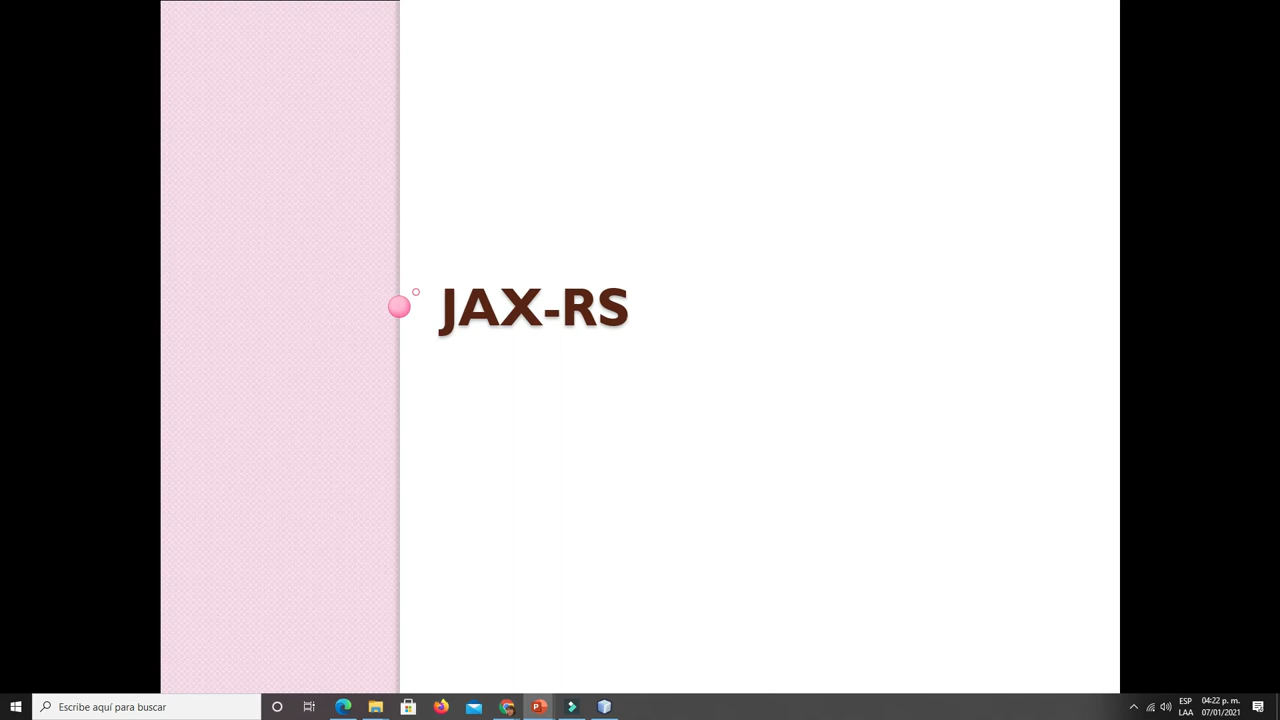 JAX-RS
Escribe aquí para buscar
ESP
LAA
04:22 p. m.
07/01/2021